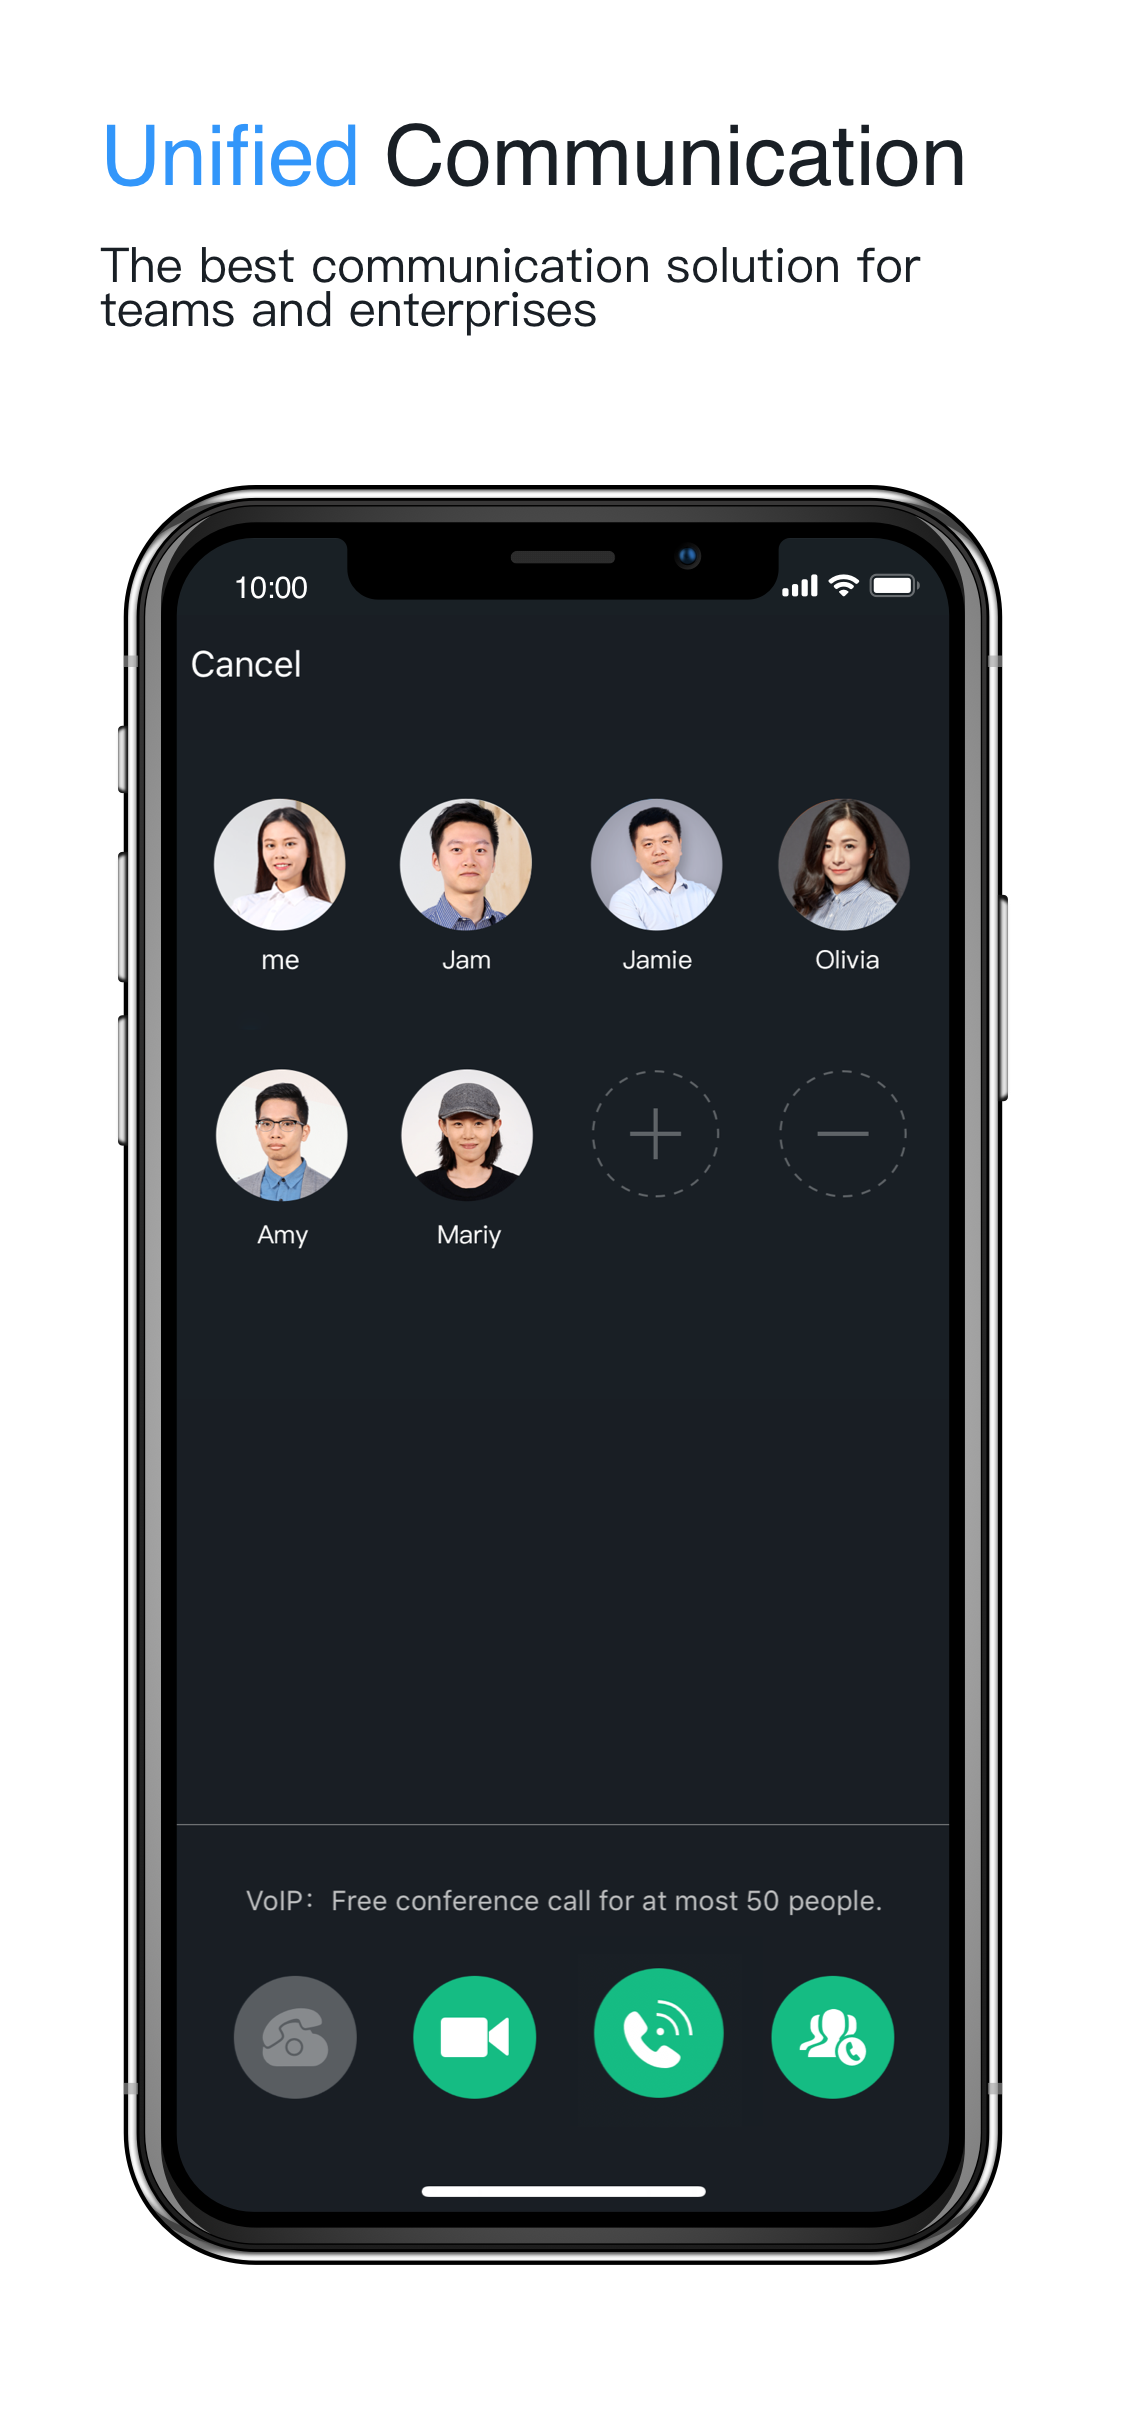 Unified Communication
The best communication solution for
teams and enterprises
10:00
Cancel
me Jam Jamie Olivia
Amy Mariy
VoIP: Free conference call for at most 50 people.